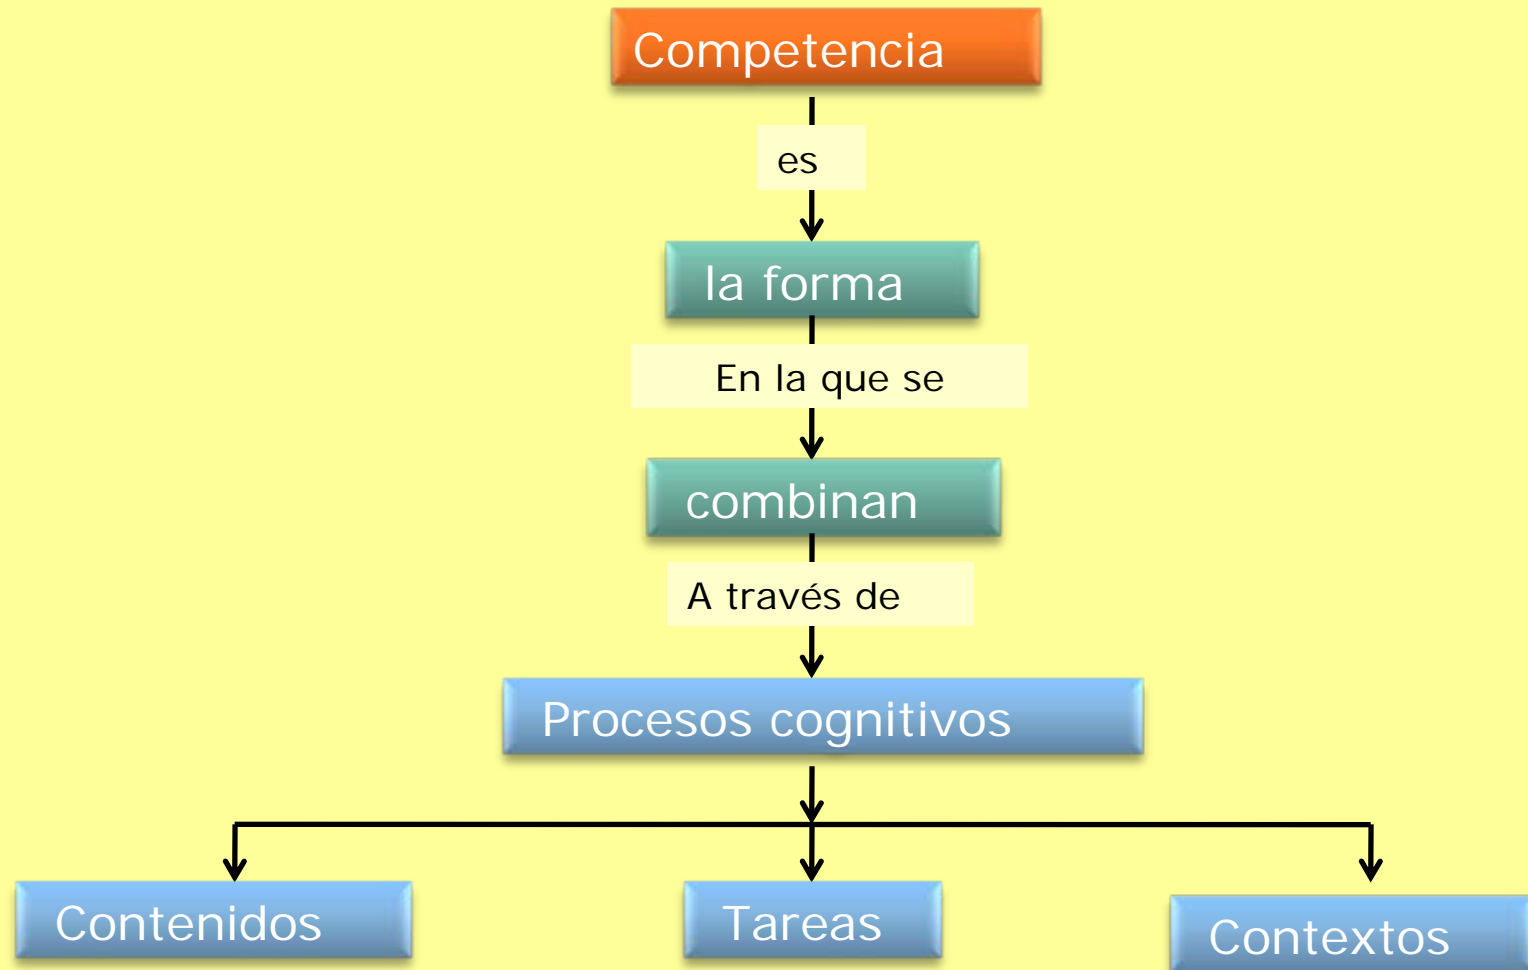 Competencia
es
la forma
En la que se
combinan
A través de
Procesos cognitivos
Contenidos
Tareas
Contextos